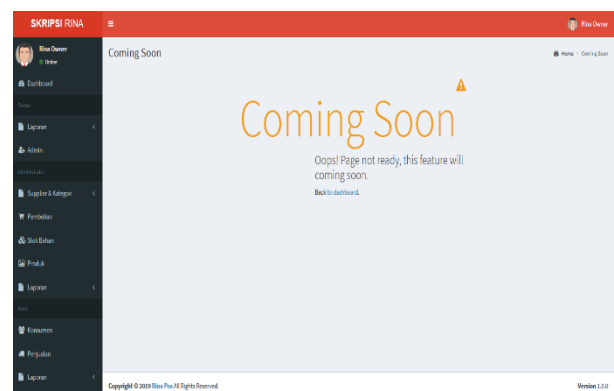 SKRIPSI RINA
Rina Owner
Rina Owner
Online
Coming Soon
Home
Coming Soon
Dashboard
Owner
Laporan
Admin
Administrator
Supplier & Kategori
Pembelian
Stok Bahan
Produk
Laporan
Konsumen
Penjualan
Laporan
Coming Soon
Oops! Page not ready, this feature will
coming soon.
Back to dashboard.
Copyright © 2019 Rina Poe All Rights Reserved.
Version 1.0.0